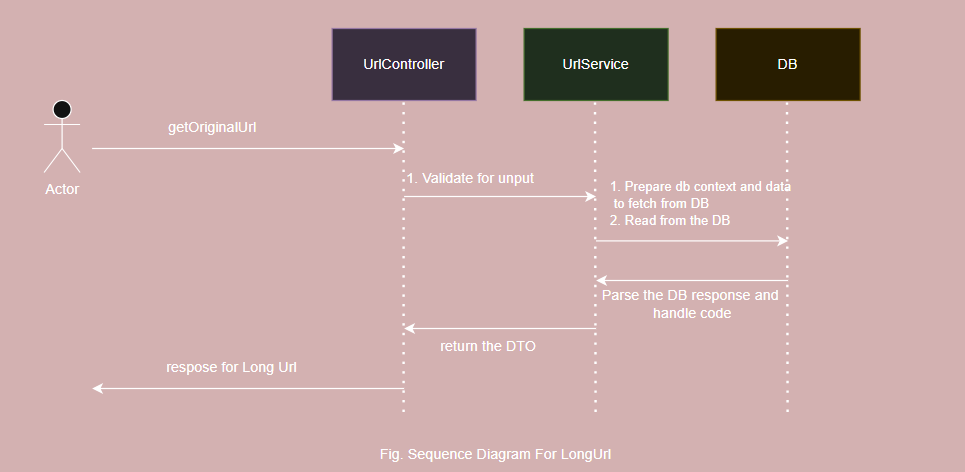 UrlController
UrlService
DB
getOriginalUrl
Actor
1. Validate for unput
1. Prepare db context and data
to fetch from DB
2. Read from the DB
Parse the DB response and
handle code
return the DTO
respose for Long Url
Fig. Sequence Diagram For LongUrl